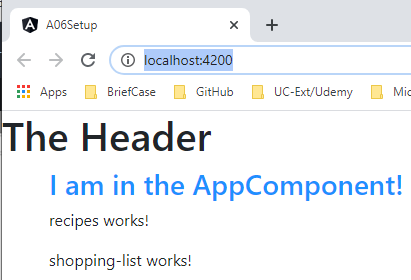 A06Setup
localhost:4200
Apps BriefCase GitHub UC-Ext/Udemy
The Header
I am in the AppComponent!
recipes works!
shopping-list works!